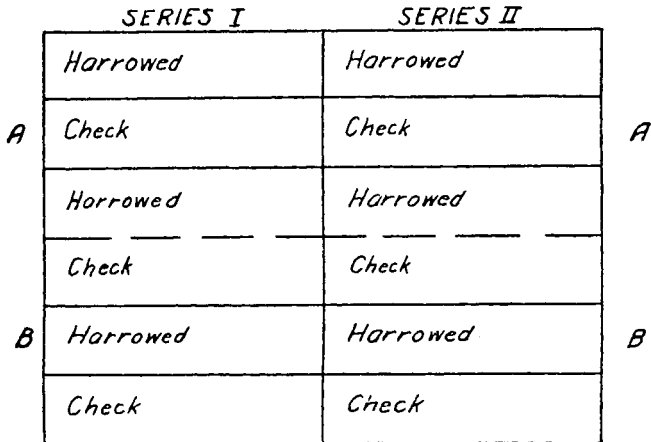 SERIES I SERIES II
Harrowed Harrowed
A Check Check A
Horrowed Harrowed
Check Check
B Harrowed Harrowed B
Check Check